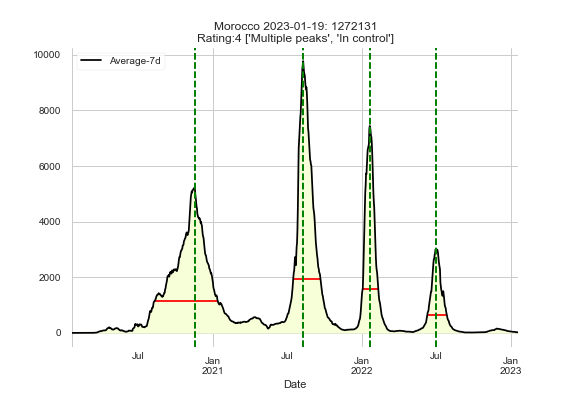 Morocco 2023-01-19: 1272131
Rating:4 ['Multiple peaks', 'In control']
Average-7d
10000
8000
6000
4000
2000
0
Jul
Jan
2021
Jul
Jan
2022
Jul
Jan
2023
Date